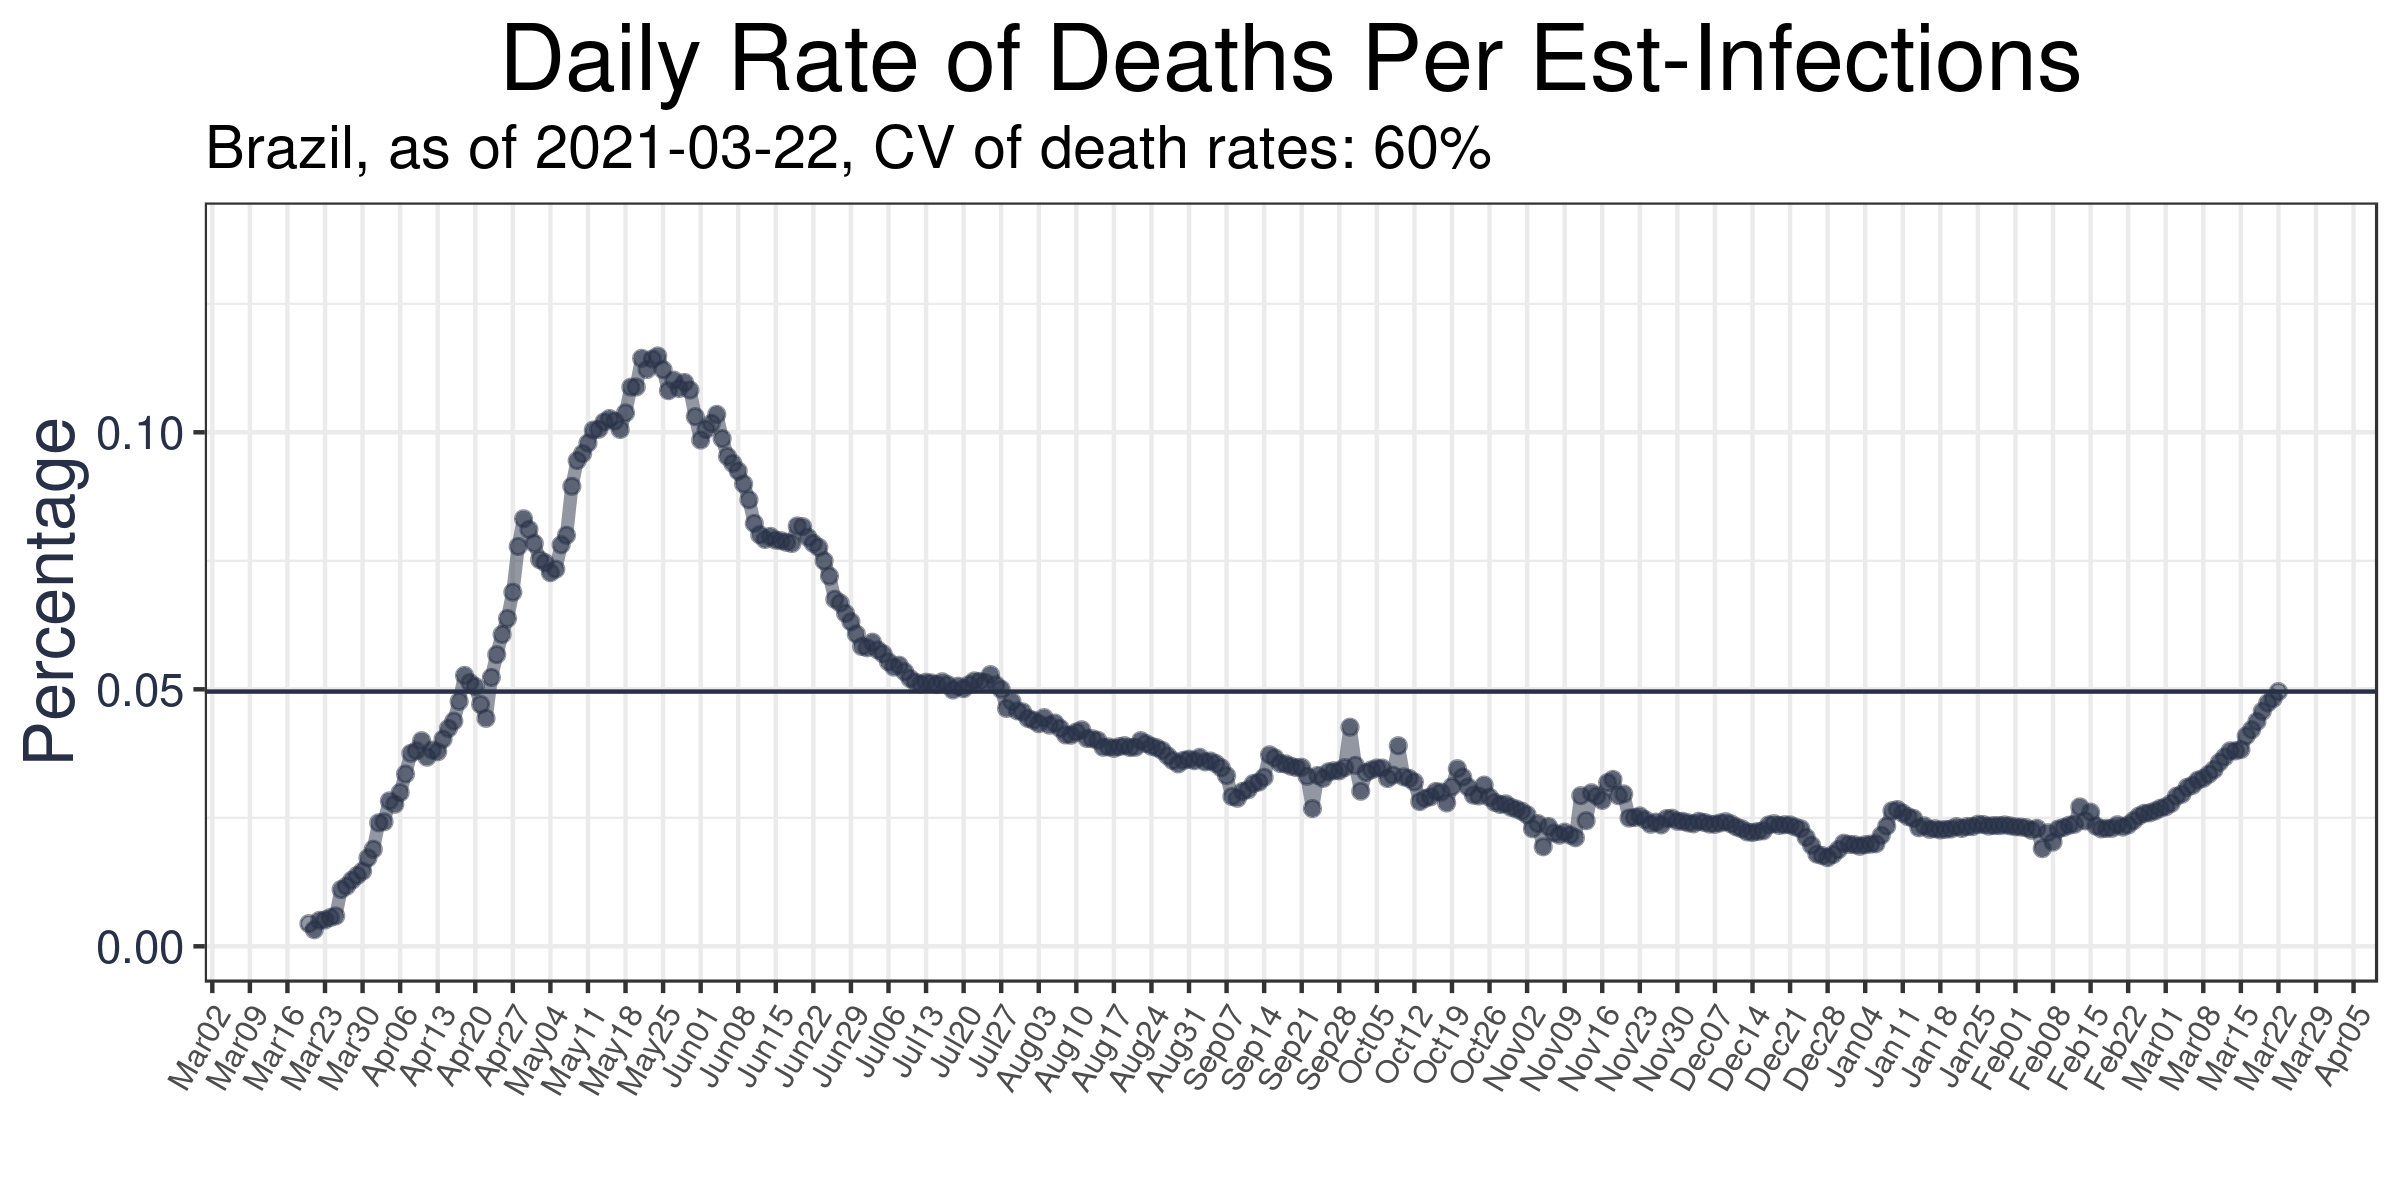 Daily Rate of Deaths Per Est-Infections
Brazil, as of 2021-03-22, CV of death rates: 60%
Percentage
0.10
0.05
0.00
Mar02
Mar09
Mar16
Mar23
Mar30
Apr06
Apr13
Apr20
Apr27
May04
May11
May18
May25
Jun01
Jun08
Jun15
Jun22
Jun29
Jul06
Jul13
Jul20
Jul27
Aug03
Aug10
Aug17
Aug24
Aug31
Sep07
Sep14
Sep21
Sep28
Oct05
Oct12
Oct19
Oct26
Nov02
Nov09
Nov16
Nov23
Nov30
Dec07
Dec14
Dec21
Dec28
Jan04
Jan11
Jan18
Jan25
Feb01
Feb08
Feb15
Feb22
Mar01
Mar08
Mar15
Mar22
Mar29
Apr05